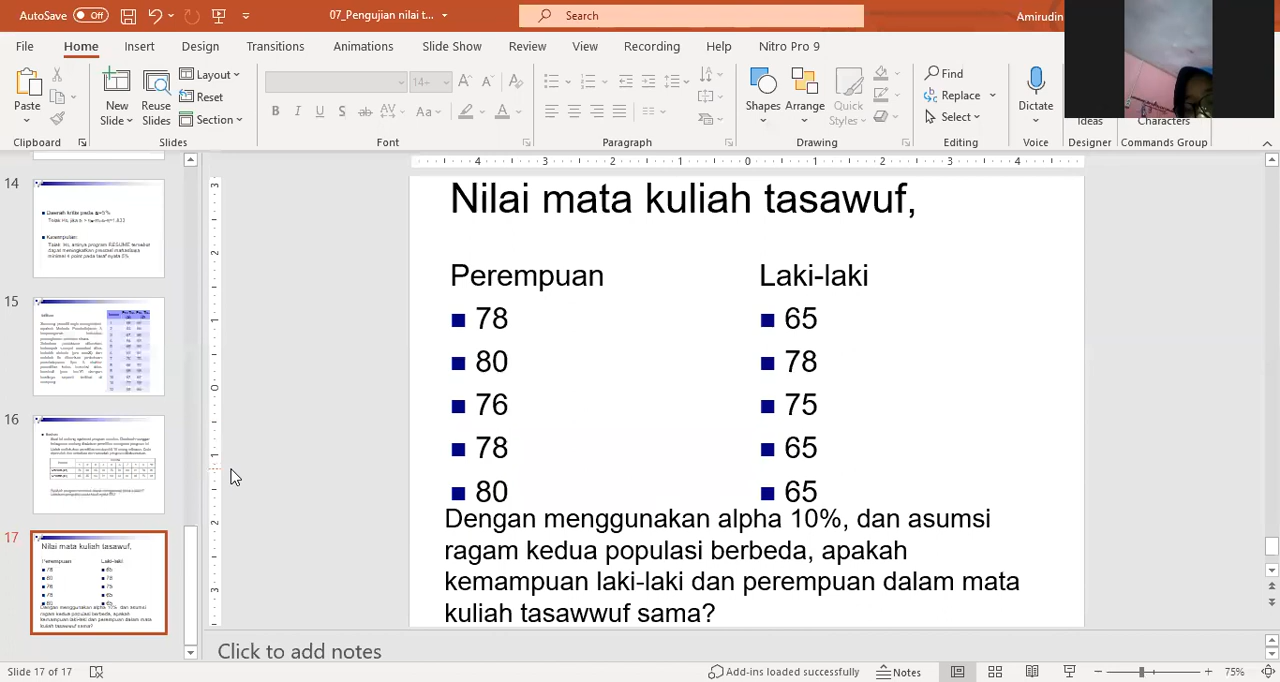 AutoSave Off 07_Pengujian nilai t... Search Amirudin
File Home Insert Design Transitions Animations Slide Show Review View Recording Help Nitro Pro 9
Paste New Slide Reuse Slides Layout Reset Section
14
Shapes Arrange Quick Styles Find Replace Select Dictate
Ideas Characters
Clipboard Slides Font Paragraph Drawing Editing Voice Designer Commands Group
14
15
16
17
Nilai mata kuliah tasawuf,
Perempuan Laki-laki
78 65
80 78
76 75
78 65
80 65
Dengan menggunakan alpha 10%, dan asumsi
ragam kedua populasi berbeda, apakah
kemampuan laki-laki dan perempuan dalam mata
kuliah tasawwuf sama?
Click to add notes
Slide 17 of 17 Add-ins loaded successfully Notes 75%